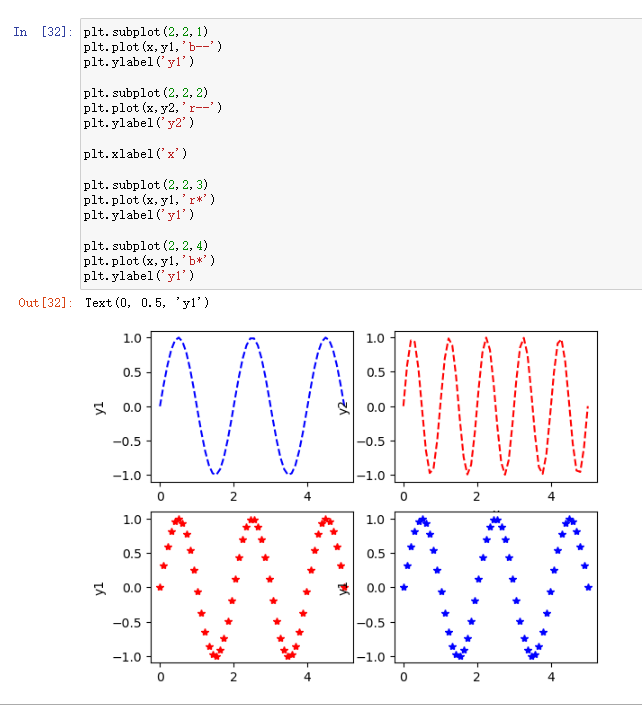 In [32]: plt.subplot(2,2,1)
plt.plot(x,y1,'b--')
plt.ylabel('y1')
plt.subplot(2,2,2)
plt.plot(x,y2,'r--')
plt.ylabel('y2')
plt.xlabel('x')
plt.subplot(2,2,3)
plt.plot(x,y1,'r*')
plt.ylabel('y1')
plt.subplot(2,2,4)
plt.plot(x,y1,'b*')
plt.ylabel('y1')
Out[32]: Text(0, 0.5, 'y1')
1.0
0.5
0.0
−0.5
−1.0
y1
0 2 4
1.0
0.5
0.0
−0.5
−1.0
y2
0 2 4
1.0
0.5
0.0
−0.5
−1.0
y1
0 2 4
1.0
0.5
0.0
−0.5
−1.0
y1
0 2 4